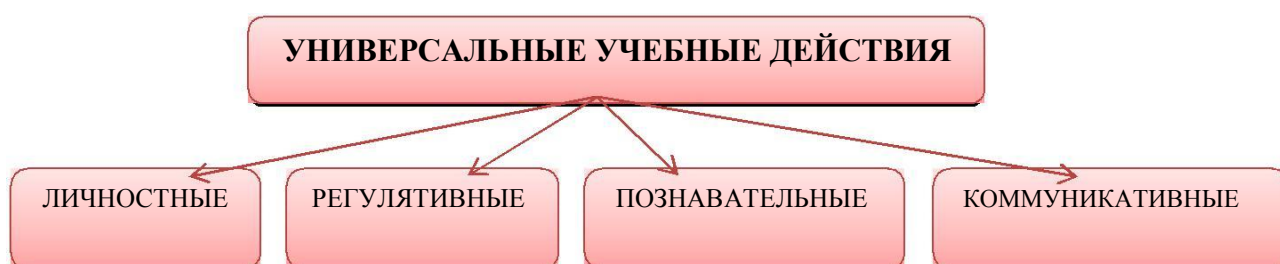 УНИВЕРСАЛЬНЫЕ УЧЕБНЫЕ ДЕЙСТВИЯ
ЛИЧНОСТНЫЕ
РЕГУЛЯТИВНЫЕ
ПОЗНАВАТЕЛЬНЫЕ
КОММУНИКАТИВНЫЕ